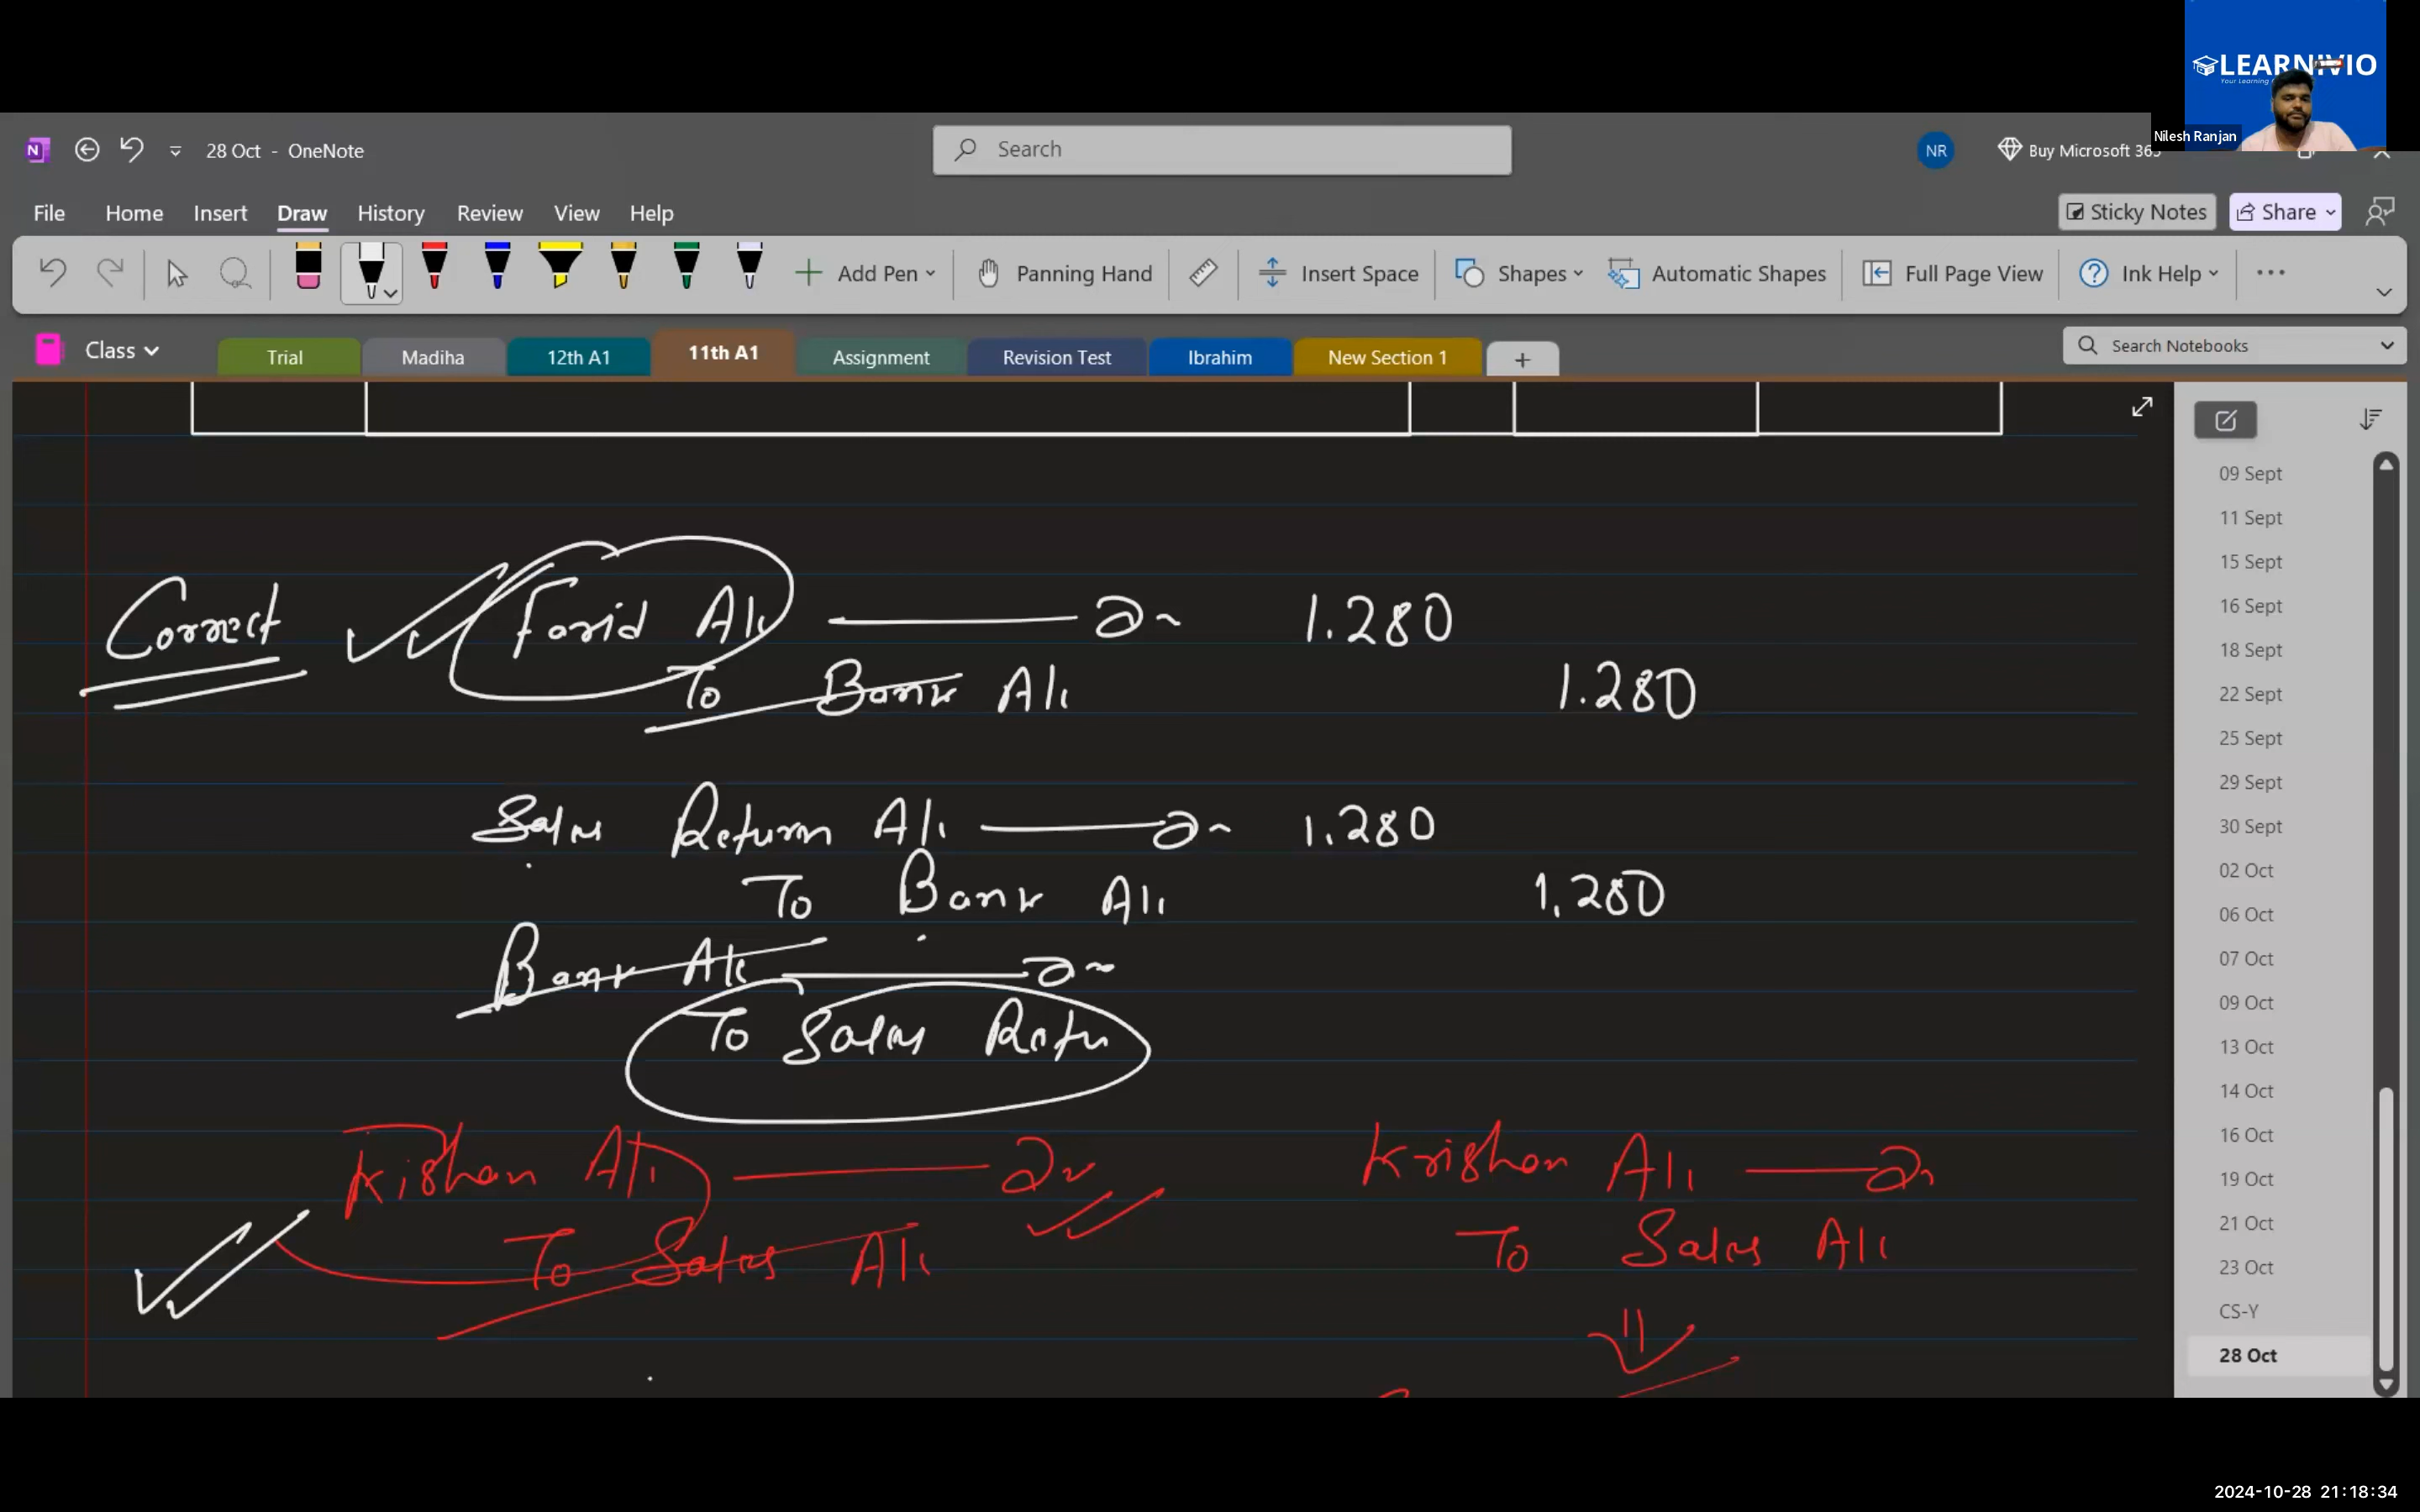 LEARNIVIO
Nilesh Ranjan
28 Oct - OneNote
Search
NR
Buy Microsoft 365
File Home Insert Draw History Review View Help
Sticky Notes
Share
Add Pen
Panning Hand
Insert Space
Shapes
Automatic Shapes
Full Page View
Ink Help
Class
Trial
Madiha
12th A1
11th A1
Assignment
Revision Test
Ibrahim
New Section 1
Search Notebooks
Correct Farid A/c Dr 1.280
To Bank A/c 1.280
Sales Return A/c Dr 1.280
To Bank A/c 1.280
Bank A/c Dr
To Sales Retu
Kishan A/c Dr
To Sales A/c
Krishan A/c Dr
To Sales A/c
09 Sept
11 Sept
15 Sept
16 Sept
18 Sept
22 Sept
25 Sept
29 Sept
30 Sept
02 Oct
06 Oct
07 Oct
09 Oct
13 Oct
14 Oct
16 Oct
19 Oct
21 Oct
23 Oct
CS-Y
28 Oct
2024-10-28 21:18:34